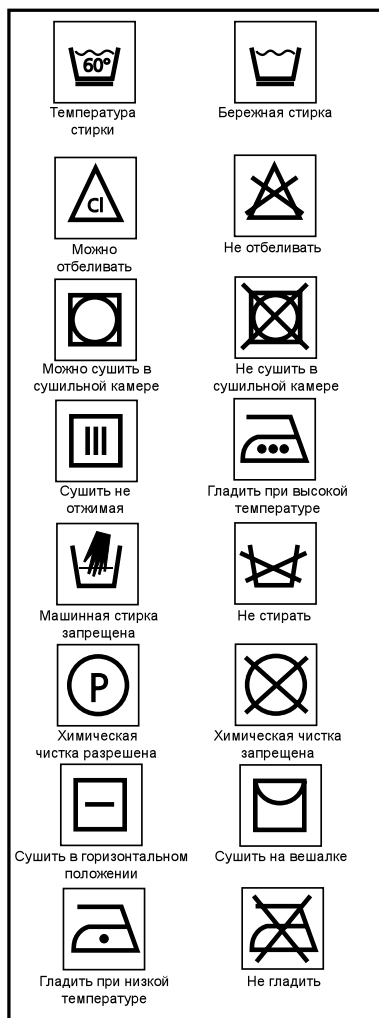 60°
Температура
стирки
Бережная стирка
Cl
Можно
отбеливать
Не отбеливать
Можно сушить в
сушильной камере
Не сушить в
сушильной камере
Сушить не
отжимая
Гладить при высокой
температуре
Машинная стирка
запрещена
Не стирать
P
Химическая
чистка разрешена
Химическая чистка
запрещена
Сушить в горизонтальном
положении
Сушить на вешалке
Гладить при низкой
температуре
Не гладить